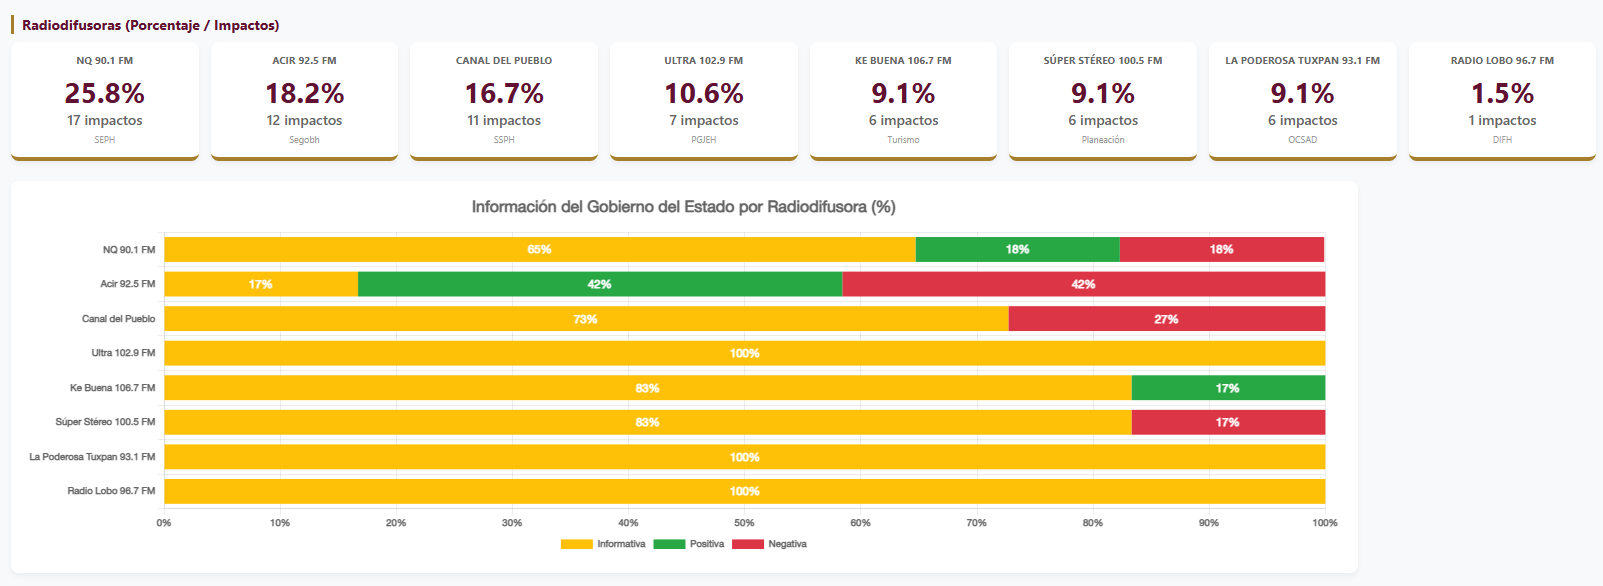 Radiodifusoras (Porcentaje / Impactos)
NQ 90.1 FM
25.8%
17 impactos
SEPH
ACIR 92.5 FM
18.2%
12 impactos
Segobh
CANAL DEL PUEBLO
16.7%
11 impactos
SSPH
ULTRA 102.9 FM
10.6%
7 impactos
PGJEH
KE BUENA 106.7 FM
9.1%
6 impactos
Turismo
SÚPER STÉREO 100.5 FM
9.1%
6 impactos
Planeación
LA PODEROSA TUXPAN 93.1 FM
9.1%
6 impactos
OCSAD
RADIO LOBO 96.7 FM
1.5%
1 impactos
DIFH
Información del Gobierno del Estado por Radiodifusora (%)
NQ 90.1 FM 65% 18% 18%
Acir 92.5 FM 17% 42% 42%
Canal del Pueblo 73% 27%
Ultra 102.9 FM 100%
Ke Buena 106.7 FM 83% 17%
Súper Stéreo 100.5 FM 83% 17%
La Poderosa Tuxpan 93.1 FM 100%
Radio Lobo 96.7 FM 100%
0% 10% 20% 30% 40% 50% 60% 70% 80% 90% 100%
Informativa Positiva Negativa